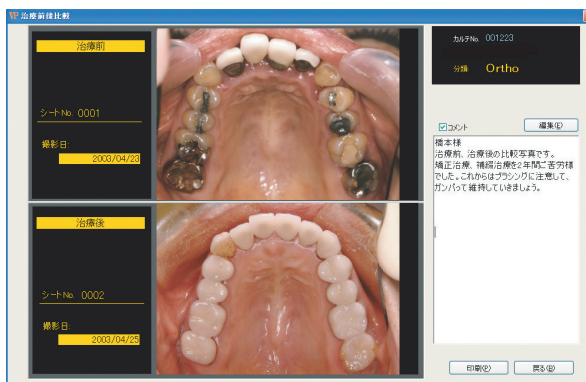 治療前後比較
治療前
シートNo. 0001
撮影日:
2003/04/23
治療後
シートNo. 0002
撮影日:
2003/04/25
カルテNo. 001223
分類 Ortho
コメント
編集(E)
橋本様
治療前、治療後の比較写真です。
矯正治療、補綴治療を2年間ご苦労様
でした。これからはブラシングに注意して、
ガンバって維持していきましょう。
印刷(P)
戻る(B)